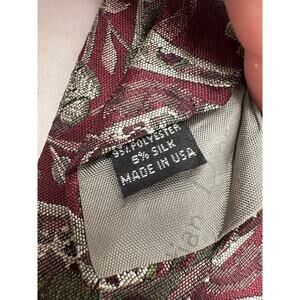 95% POLYESTER
5% SILK
MADE IN USA